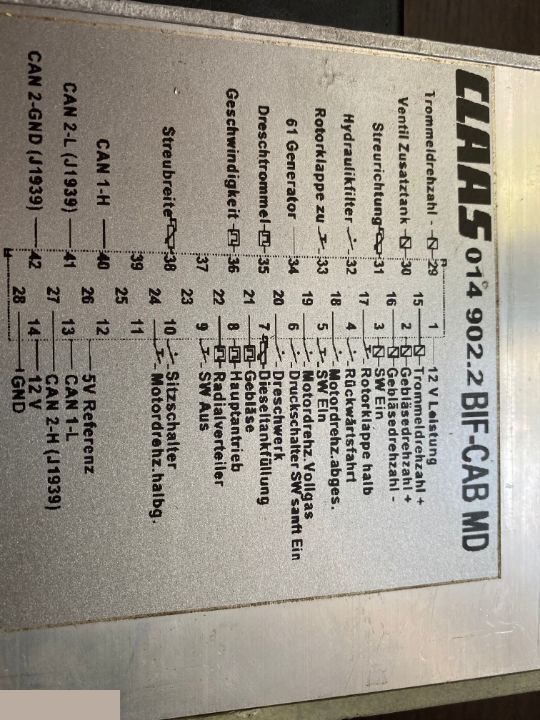 CLAAS 014 902.2 BIF-CAB MD
1 12 V Leistung
Trommeldrehzahl - 29 15 Trommeldrehzahl +
2 Gebläsedrehzahl +
Ventil Zusatztank 30 16 Gebläsedrehzahl -
Streurichtung 31 3 SW Ein
17 Rotorklappe halb
Hydraulikfilter 32 4 Rückwärtsfahrt
18 Motordrehz.abges.
Rotorklappe zu 33 5 SW Ein
19 Motordrehz.Vollgas
61 Generator 34 6 Druckschalter SW sanft Ein
20 Dreschwerk
Dreschtrommel 35 7 Dieseltankfüllung
21 Gebläse
Geschwindigkeit 36 8 Hauptantrieb
22 Radialverteiler
37 9 SW Aus
23
Streubreite 38 10 Sitzschalter
24 Motordrehz.halbg.
39 11
25
CAN 1-H 40 12
26 5V Referenz
CAN 2-L (J1939) 41 13 CAN 1-L
27 CAN 2-H (J1939)
CAN 2-GND (J1939) 42 14 12 V
28 GND